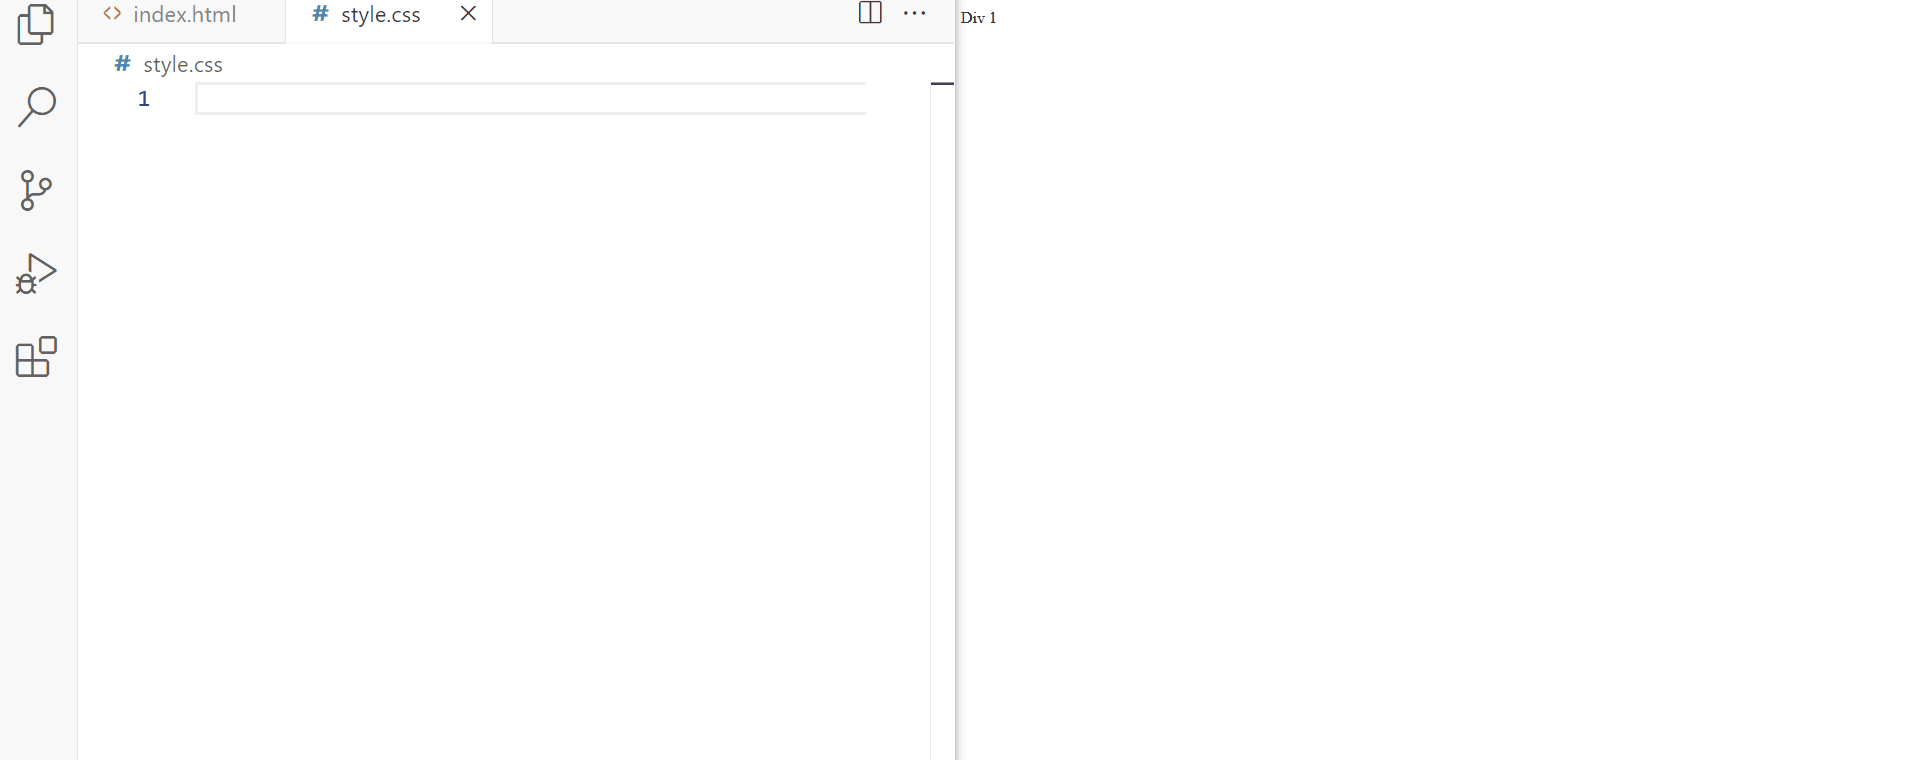 <> index.html # style.css
# style.css
1
Div 1